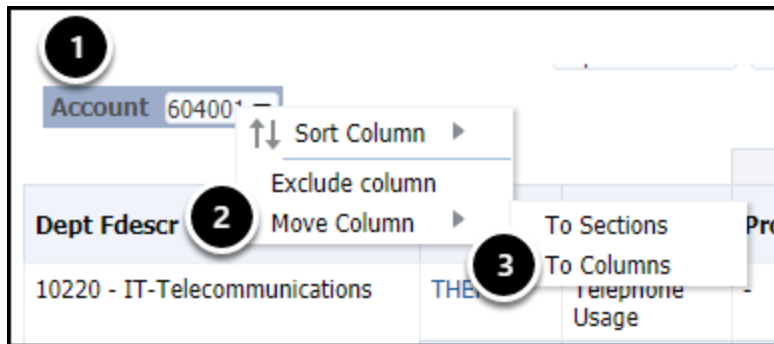 1
Account 604001
Sort Column
Exclude column
2
Dept Fdescr
Move Column
To Sections
3
To Columns
10220 - IT-Telecommunications
Telephone
-
Usage